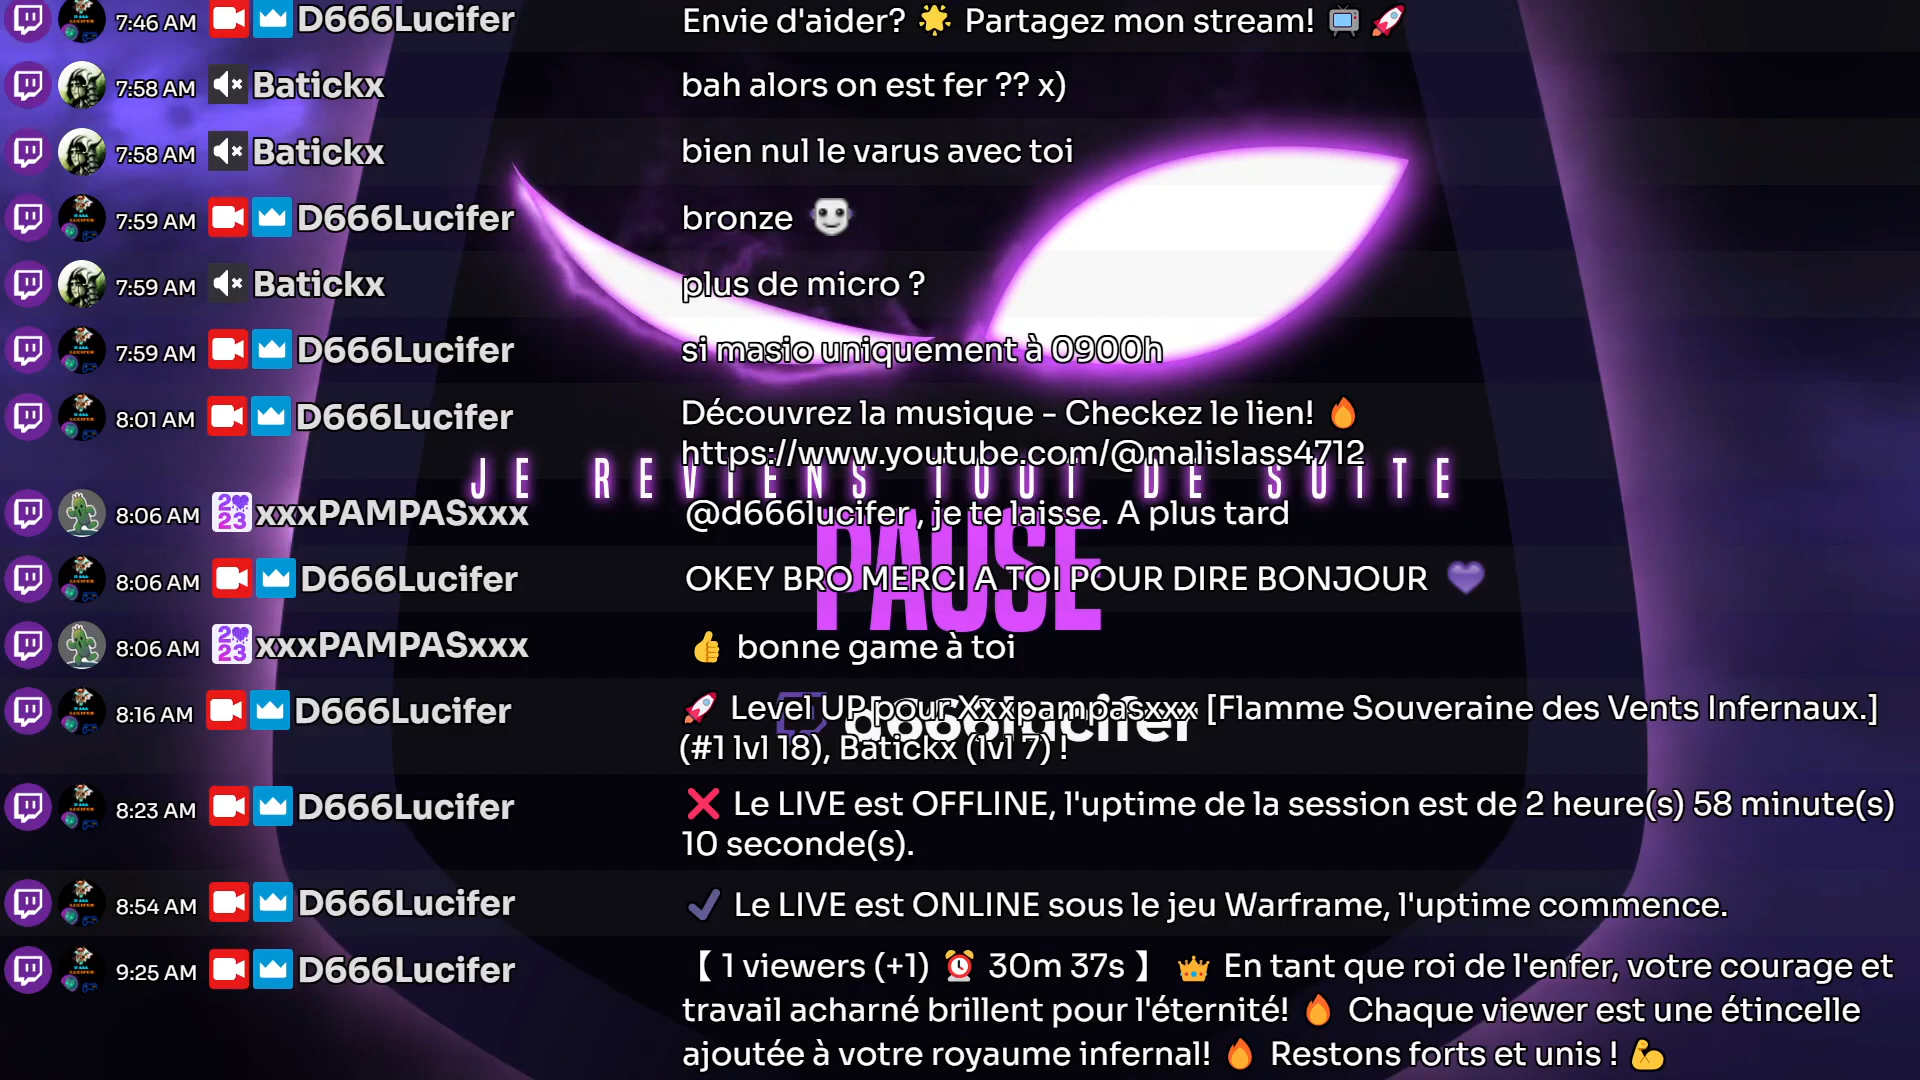 7:46 AM D666Lucifer Envie d'aider? 🌟 Partagez mon stream! 📺 🚀
7:58 AM Batickx bah alors on est fer ?? x)
7:58 AM Batickx bien nul le varus avec toi
7:59 AM D666Lucifer bronze
7:59 AM Batickx plus de micro ?
7:59 AM D666Lucifer si masio uniquement à 0900h
8:01 AM D666Lucifer Découvrez la musique - Checkez le lien! 🔥
https://www.youtube.com/@malislass4712
JE REVIENS TOUT DE SUITE
8:06 AM xxxPAMPASxxx @d666lucifer , je te laisse. A plus tard
PAUSE
8:06 AM D666Lucifer OKEY BRO MERCI A TOI POUR DIRE BONJOUR 💜
8:06 AM xxxPAMPASxxx 👍 bonne game à toi
8:16 AM D666Lucifer 🚀 Level UP pour Xxxpampasxxx [Flamme Souveraine des Vents Infernaux.]
d666lucifer
(#1 lvl 18), Batickx (lvl 7) !
8:23 AM D666Lucifer ❌ Le LIVE est OFFLINE, l'uptime de la session est de 2 heure(s) 58 minute(s)
10 seconde(s).
8:54 AM D666Lucifer ✔ Le LIVE est ONLINE sous le jeu Warframe, l'uptime commence.
9:25 AM D666Lucifer 【 1 viewers (+1) ⏰ 30m 37s 】 👑 En tant que roi de l'enfer, votre courage et
travail acharné brillent pour l'éternité! 🔥 Chaque viewer est une étincelle
ajoutée à votre royaume infernal! 🔥 Restons forts et unis ! 💪